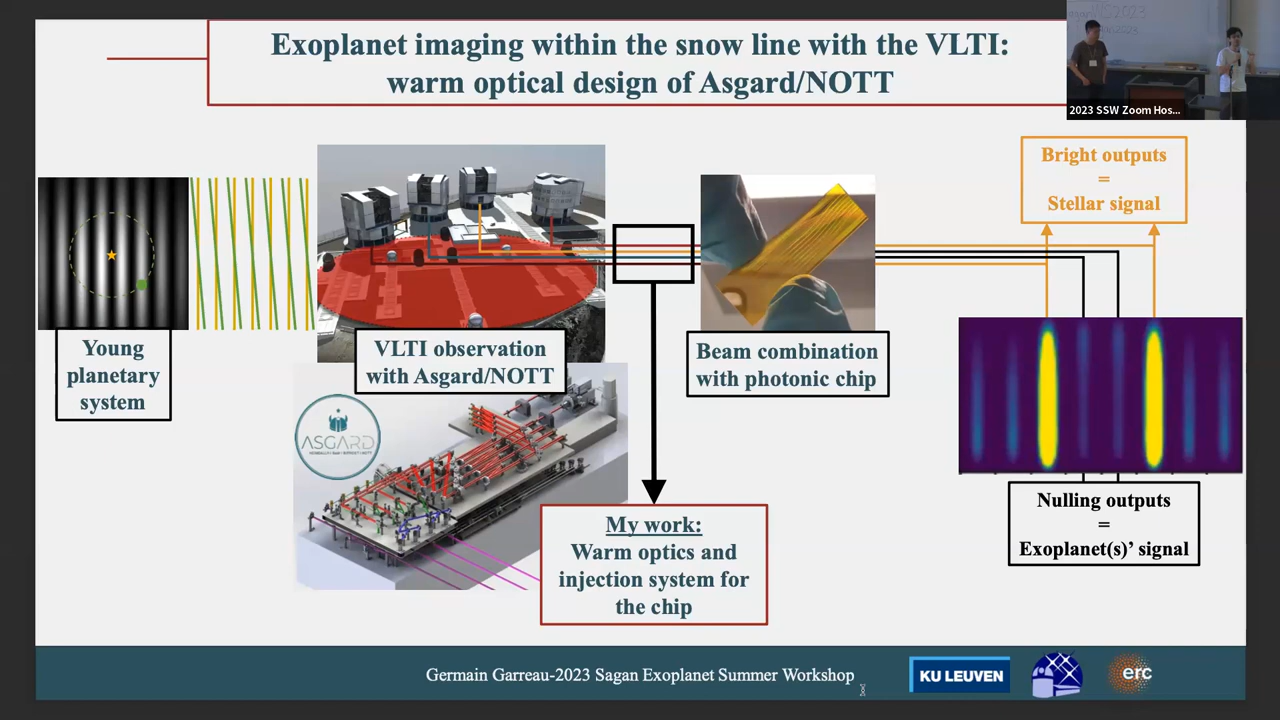 Exoplanet imaging within the snow line with the VLTI:
warm optical design of Asgard/NOTT
2023 SSW Zoom Hos...
Young
planetary
system
VLTI observation
with Asgard/NOTT
ASGARD
Beam combination
with photonic chip
Bright outputs
=
Stellar signal
Nulling outputs
=
Exoplanet(s)' signal
My work:
Warm optics and
injection system for
the chip
Germain Garreau-2023 Sagan Exoplanet Summer Workshop
KU LEUVEN
erc